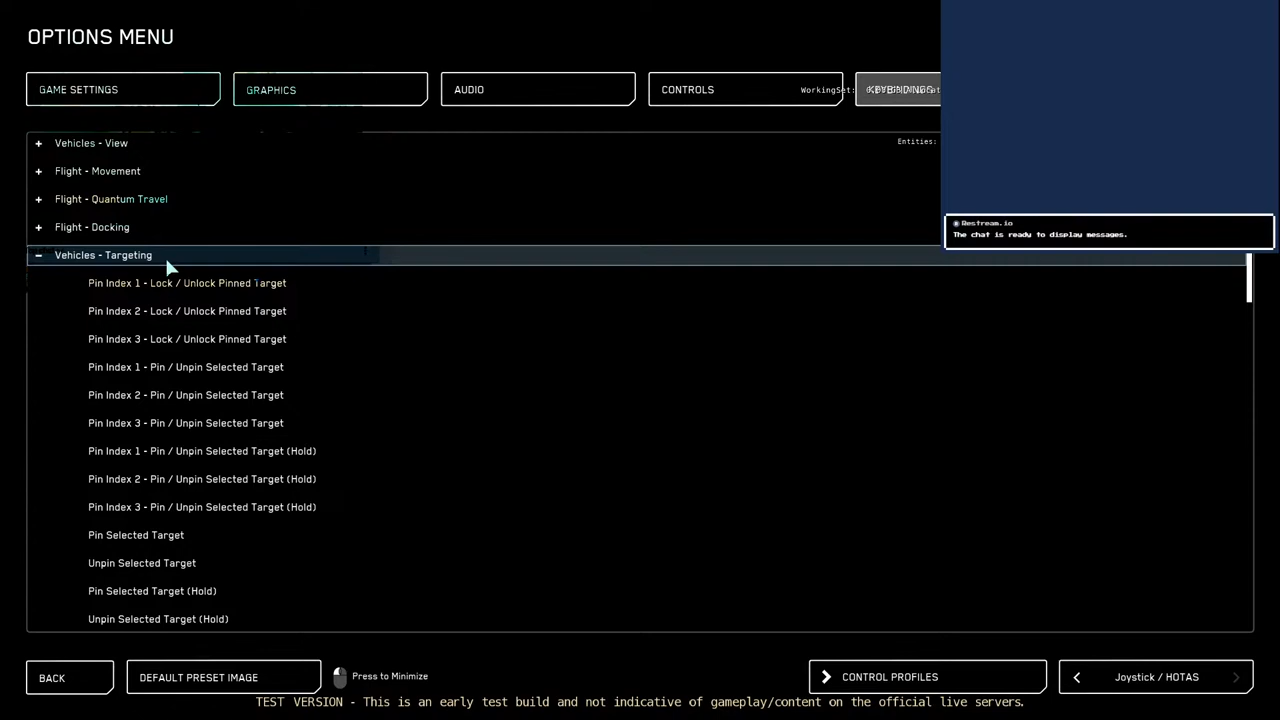 OPTIONS MENU
GAME SETTINGS
GRAPHICS
AUDIO
CONTROLS
WorkingSet:
KEYBINDINGS
+ Vehicles - View
Entities:
+ Flight - Movement
+ Flight - Quantum Travel
+ Flight - Docking
Restream.io
The chat is ready to display messages.
- Vehicles - Targeting
Pin Index 1 - Lock / Unlock Pinned Target
Pin Index 2 - Lock / Unlock Pinned Target
Pin Index 3 - Lock / Unlock Pinned Target
Pin Index 1 - Pin / Unpin Selected Target
Pin Index 2 - Pin / Unpin Selected Target
Pin Index 3 - Pin / Unpin Selected Target
Pin Index 1 - Pin / Unpin Selected Target (Hold)
Pin Index 2 - Pin / Unpin Selected Target (Hold)
Pin Index 3 - Pin / Unpin Selected Target (Hold)
Pin Selected Target
Unpin Selected Target
Pin Selected Target (Hold)
Unpin Selected Target (Hold)
BACK
DEFAULT PRESET IMAGE
Press to Minimize
CONTROL PROFILES
Joystick / HOTAS
TEST VERSION - This is an early test build and not indicative of gameplay/content on the official live servers.